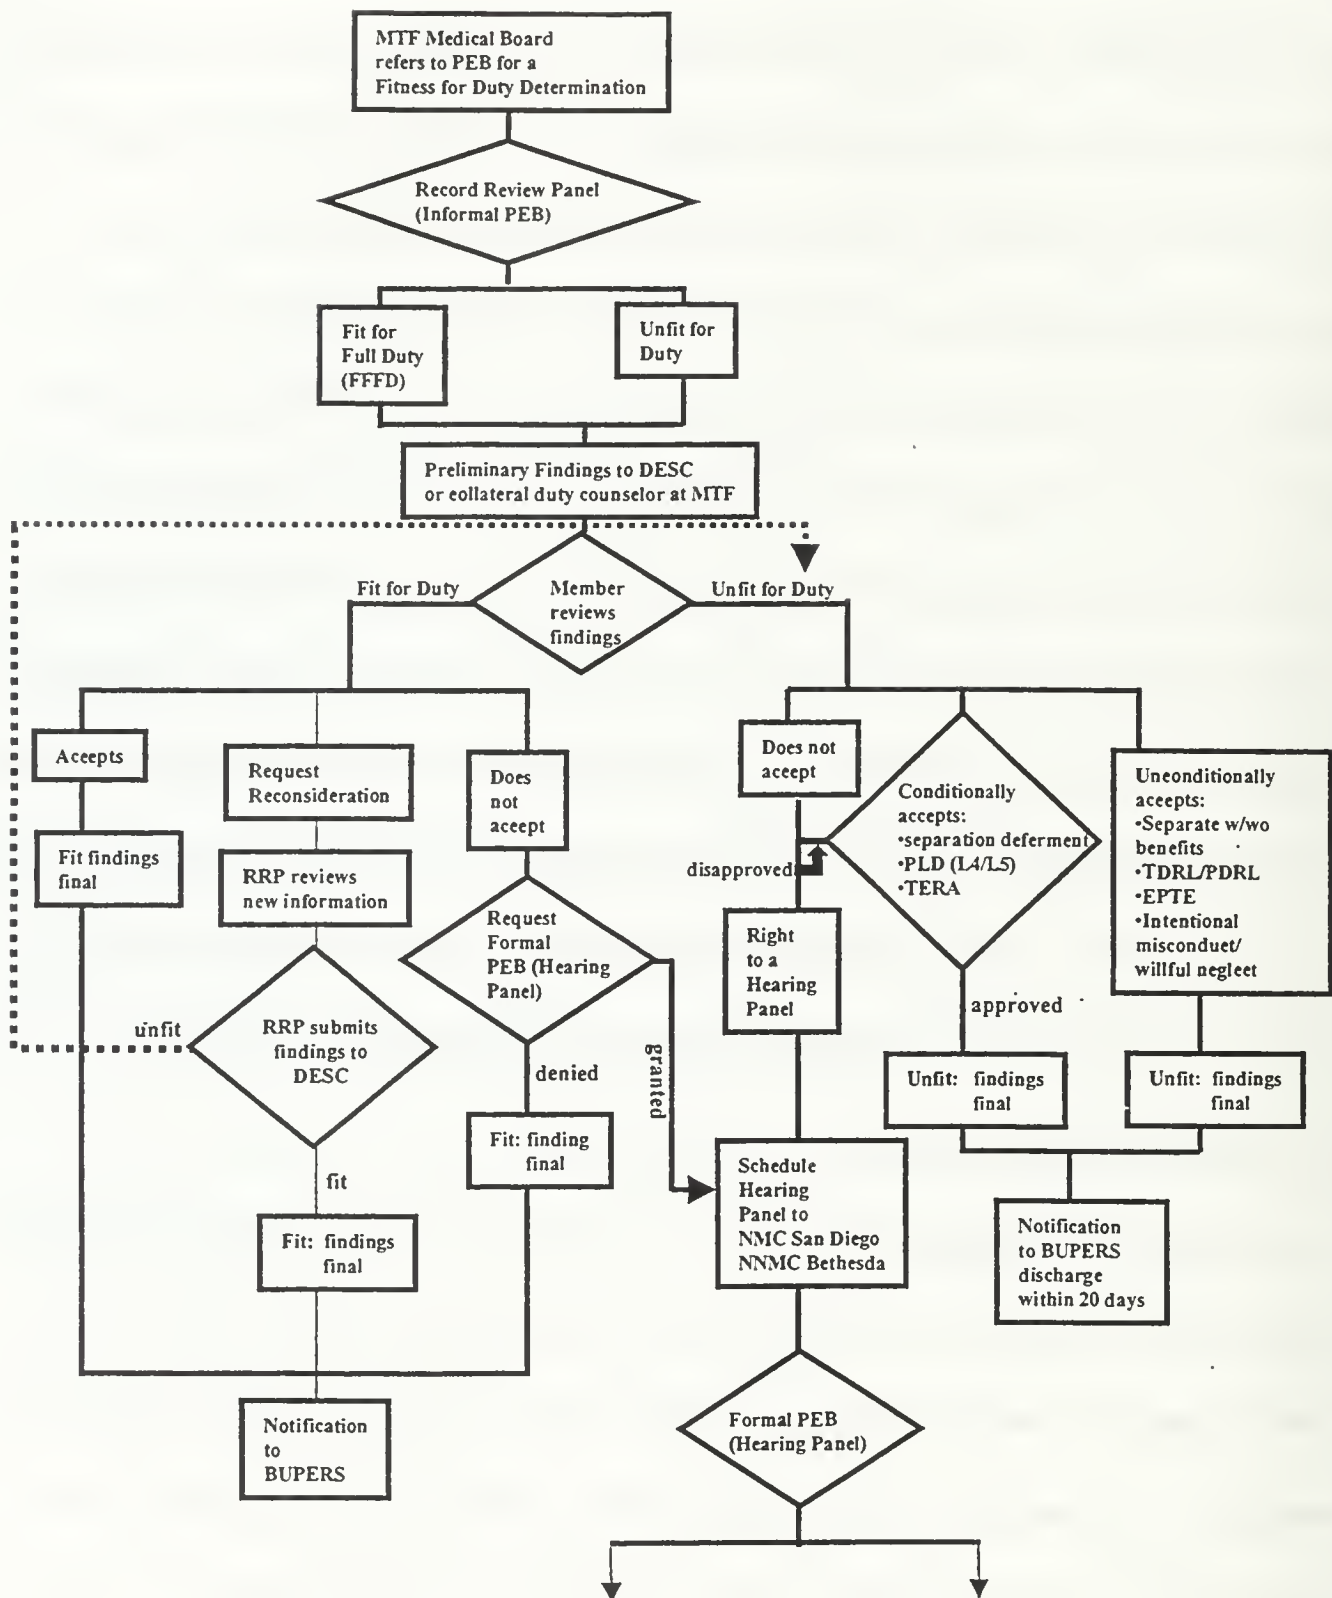 MTF Medical Board
refers to PEB for a
Fitness for Duty Determination
Record Review Panel
(Informal PEB)
Fit for
Full Duty
(FFFD)
Unfit for
Duty
Preliminary Findings to DESC
or eollateral duty counselor at MTF
Fit for Duty
Member
reviews
findings
Unfit for Duty
Aceepts
Fit findings
final
Request
Reconsideration
RRP reviews
new information
unfit
RRP submits
findings to
DESC
fit
Fit: findings
final
Does
not
aceept
Request
Formal
PEB (Hearing
Panel)
denied
granted
Fit: finding
final
Notification
to
BUPERS
Does not
aceept
disapproved
Right
to a
Hearing
Panel
Conditionally
accepts:
•separation deferment
•PLD (L4/L5)
•TERA
approved
Unfit: findings
final
Uneonditionally
aceepts:
•Separate w/wo
benefits
•TDRL/PDRL
•EPTE
•Intentional
misconduet/
willful negleet
Unfit: findings
final
Notification
to BUPERS
discharge
within 20 days
Schedule
Hearing
Panel to
NMC San Diego
NNMC Bethesda
Formal PEB
(Hearing Panel)